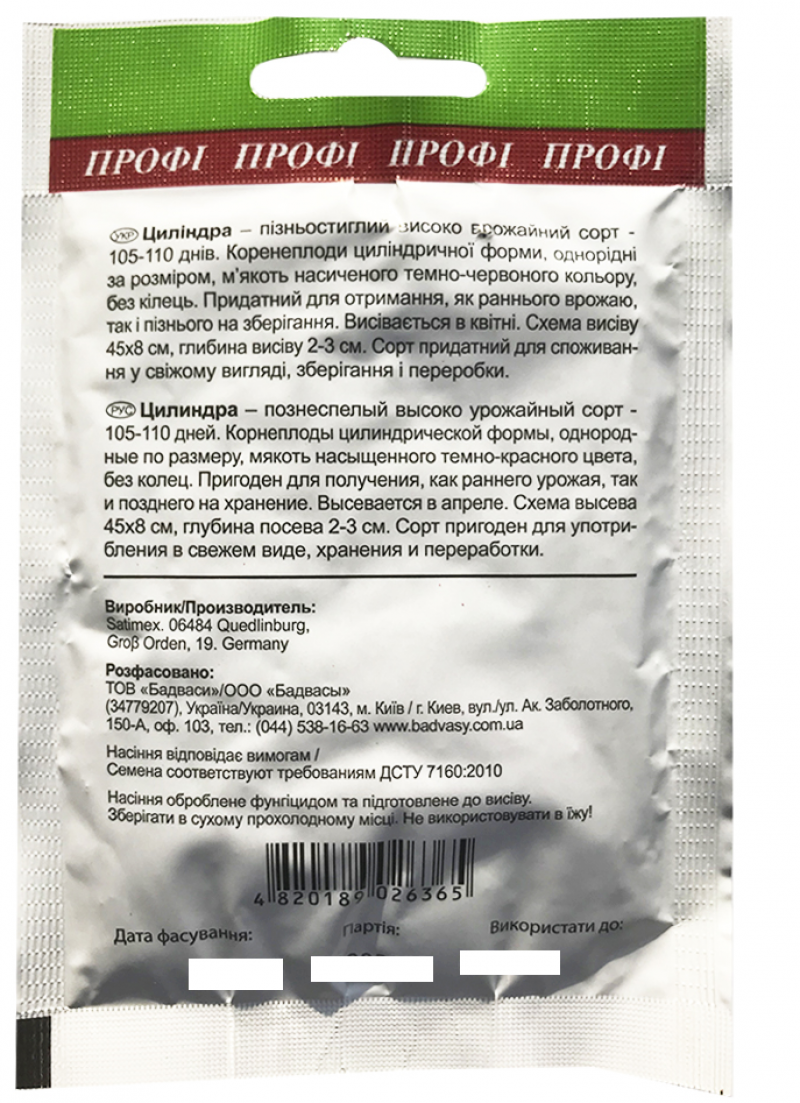 ПРОФІ ПРОФІ ПРОФІ ПРОФІ
УКР Циліндра – пізньостиглий високо врожайний сорт -
105-110 днів. Коренеплоди циліндричної форми, однорідні
за розміром, м’якоть насиченого темно-червоного кольору,
без кілець. Придатний для отримання, як раннього врожаю,
так і пізнього на зберігання. Висівається в квітні. Схема висіву
45х8 см, глибина висіву 2-3 см. Сорт придатний для споживан-
ня у свіжому вигляді, зберігання і переробки.
РУС Цилиндра – познеспелый высоко урожайный сорт -
105-110 дней. Корнеплоды цилиндрической формы, однород-
ные по размеру, мякоть насыщенного темно-красного цвета,
без колец. Пригоден для получения, как раннего урожая, так
и позднего на хранение. Высевается в апреле. Схема высева
45х8 см, глубина посева 2-3 см. Сорт пригоден для употри-
бления в свежем виде, хранения и переработки.
Виробник/Производитель:
Satimex. 06484 Quedlinburg,
Groß Orden, 19. Germany
Розфасовано:
ТОВ «Бадваси»/ООО «Бадвасы»
(34779207), Україна/Украина, 03143, м. Київ / г. Киев, вул./ул. Ак. Заболотного,
150-А, оф. 103, тел.: (044) 538-16-63 www.badvasy.com.ua
Насіння відповідає вимогам /
Семена соответствуют требованиям ДСТУ 7160:2010
Насіння оброблене фунгіцидом та підготовлене до висіву.
Зберігати в сухому прохолодному місці. Не використовувати в їжу!
4 820189 026365
Дата фасування: Партія: Використати до: